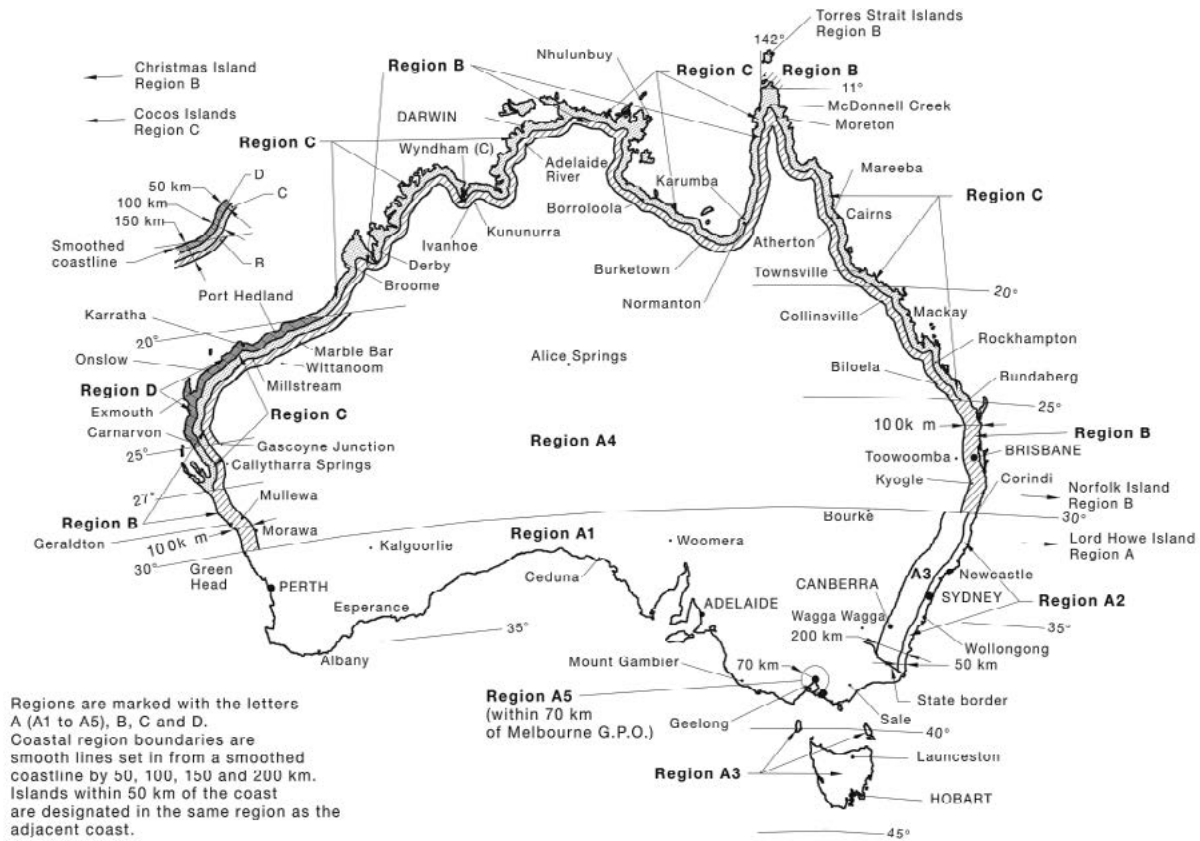 Torres Strait Islands
Region B
142°
Nhulunbuy
Region B
Region C
Region B
Christmas Island
Region B
11°
McDonnell Creek
Moreton
Cocos Islands
Region C
DARWIN
Region C
Wyndham (C)
Adelaide
River
Mareeba
50 km
D
C
Karumba
Region C
100 km
Borroloola
Cairns
150 km
Ivanhoe
Kununurra
Atherton
Smoothed
coastline
R
Derby
Burketown
Townsville
Broome
Port Hedland
Normanton
20°
Collinsville
Mackay
Karratha
20°
Marble Bar
Alice Springs
Rockhampton
Onslow
Wittanoom
Biloela
Region D
Millstream
Bundaberg
Exmouth
Region C
25°
100k m
Carnarvon
Gascoyne Junction
Region A4
Region B
25°
Callytharra Springs
Toowoomba
BRISBANE
27°
Mullewa
Kyogle
Corindi
Norfolk Island
Region B
Region B
Morawa
Bourke
30°
Geraldton
100k m
Region A1
Lord Howe Island
Region A
30°
Kalgoorlie
Woomera
Green
Head
PERTH
Ceduna
CANBERRA
A3
Newcastle
SYDNEY
Esperance
ADELAIDE
Wagga Wagga
Region A2
35°
200 km
35°
Albany
Wollongong
Mount Gambier
70 km
50 km
Region A5
(within 70 km
of Melbourne G.P.O.)
State border
Geelong
Sale
40°
Launceston
Region A3
HOBART
45°
Regions are marked with the letters
A (A1 to A5), B, C and D.
Coastal region boundaries are
smooth lines set in from a smoothed
coastline by 50, 100, 150 and 200 km.
Islands within 50 km of the coast
are designated in the same region as the
adjacent coast.